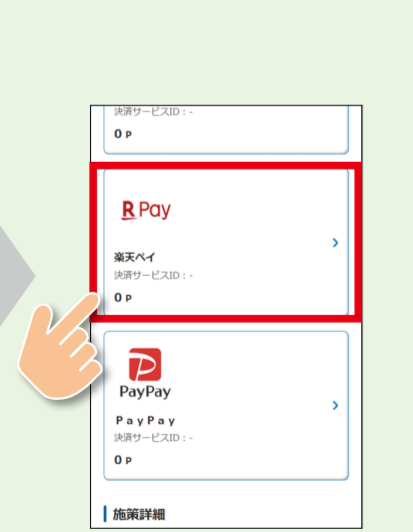 決済サービスID：-
0 P
R Pay
楽天ペイ
決済サービスID：-
0 P
PayPay
ＰａｙＰａｙ
決済サービスID：-
0 P
施策詳細